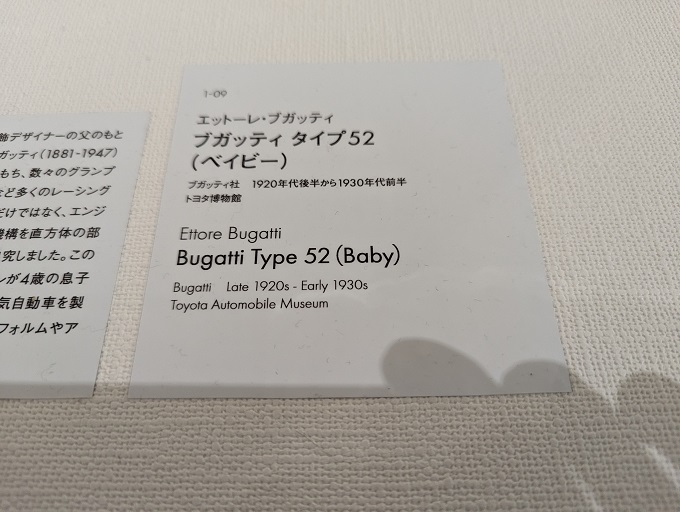 飾デザイナーの父のもと
ガッティ（1881-1947）
もち、数々のグランプ
など多くのレーシング
だけではなく、エンジ
機構を直方体の部
究しました。この
が4歳の息子
気自動車を製
フォルムやア
1-09
エットーレ・ブガッティ
ブガッティ タイプ52
（ベイビー）
ブガッティ社　1920年代後半から1930年代前半
トヨタ博物館
Ettore Bugatti
Bugatti Type 52 (Baby)
Bugatti　Late 1920s - Early 1930s
Toyota Automobile Museum